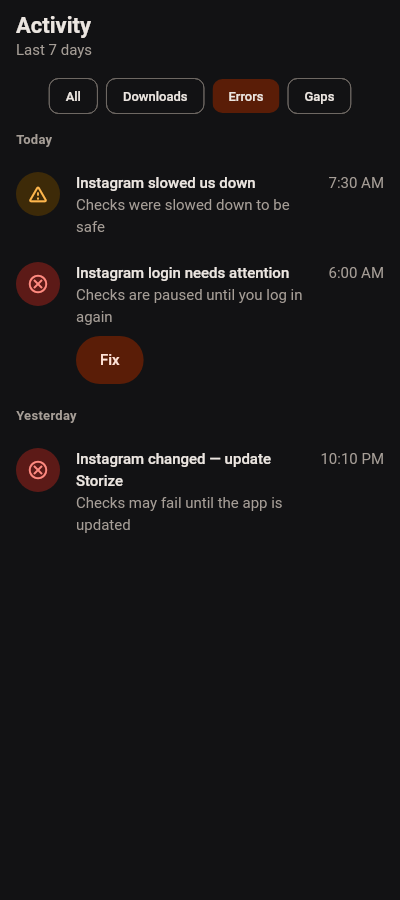 Activity
Last 7 days
All Downloads Errors Gaps
Today
Instagram slowed us down 7:30 AM
Checks were slowed down to be
safe
Instagram login needs attention 6:00 AM
Checks are paused until you log in
again
Fix
Yesterday
Instagram changed — update 10:10 PM
Storize
Checks may fail until the app is
updated